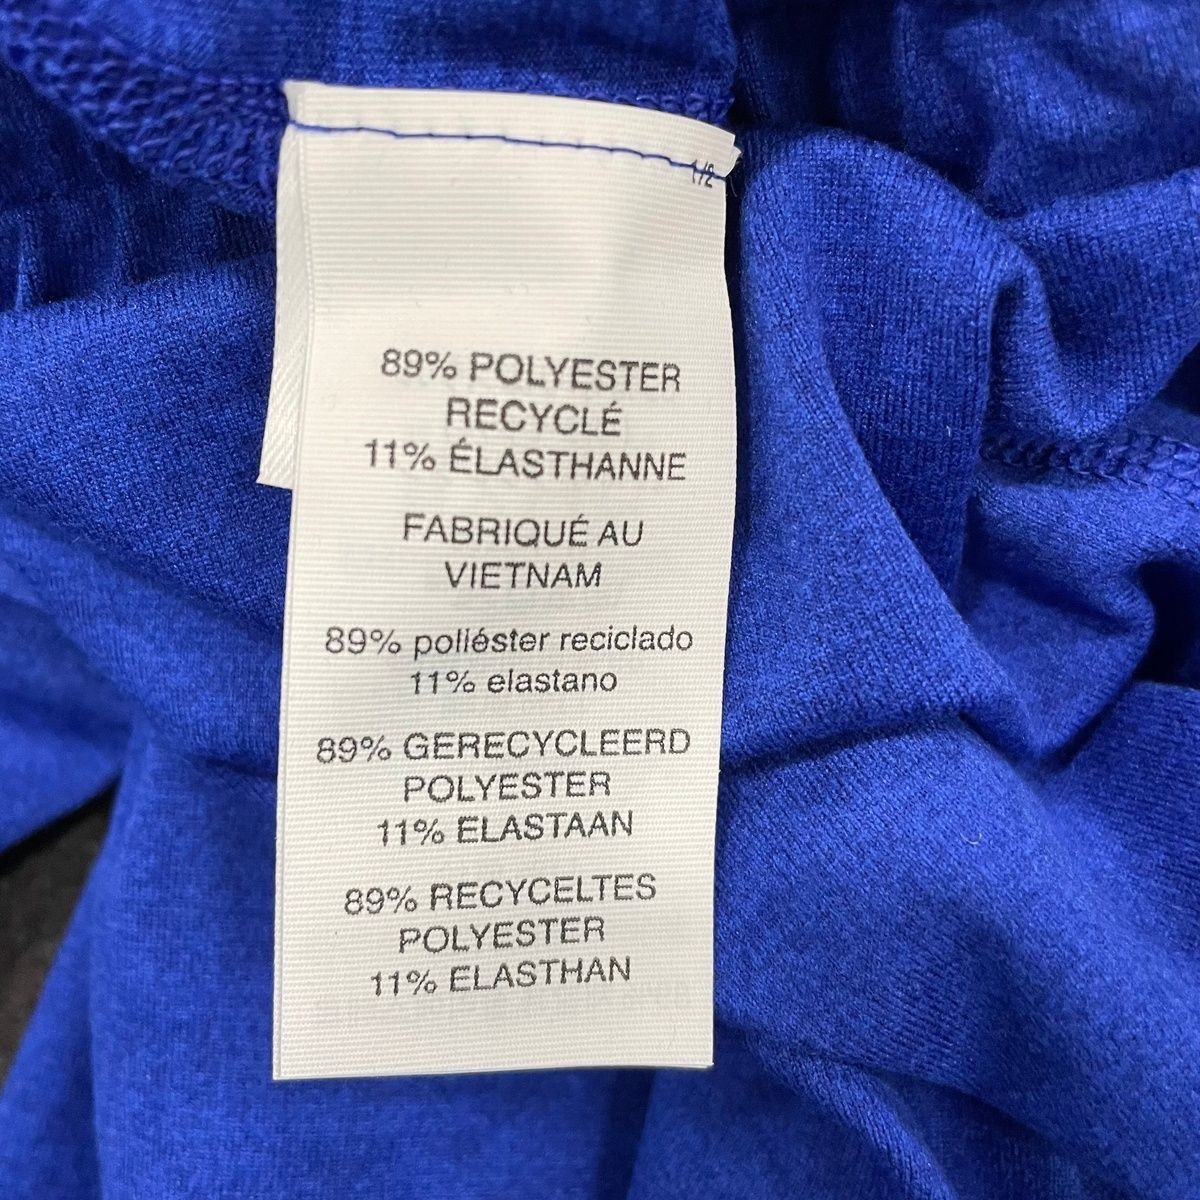 1/2
89% POLYESTER
RECYCLÉ
11% ÉLASTHANNE
FABRIQUÉ AU
VIETNAM
89% poliéster reciclado
11% elastano
89% GERECYCLEERD
POLYESTER
11% ELASTAAN
89% RECYCELTES
POLYESTER
11% ELASTHAN